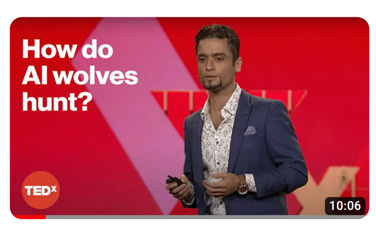 How do
AI wolves
hunt?
TEDx
10:06